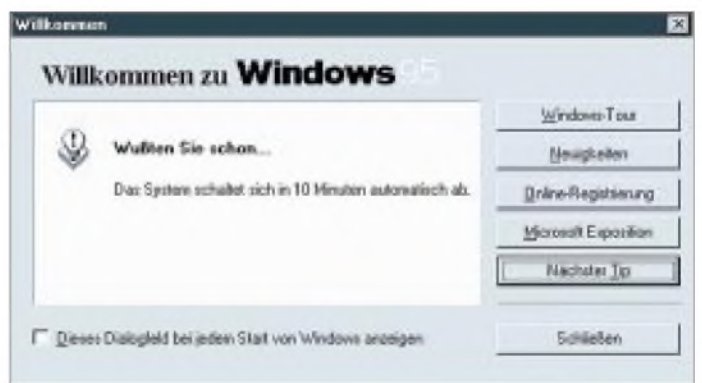 Willkommen
Willkommen zu Windows 95
Wußten Sie schon...
Das System schaltet sich in 10 Minuten automatisch ab.
Windows-Tour
Neuigkeiten
Online-Registrierung
Microsoft Exposition
Nächster Tip
Dieses Dialogfeld bei jedem Start von Windows anzeigen
Schließen